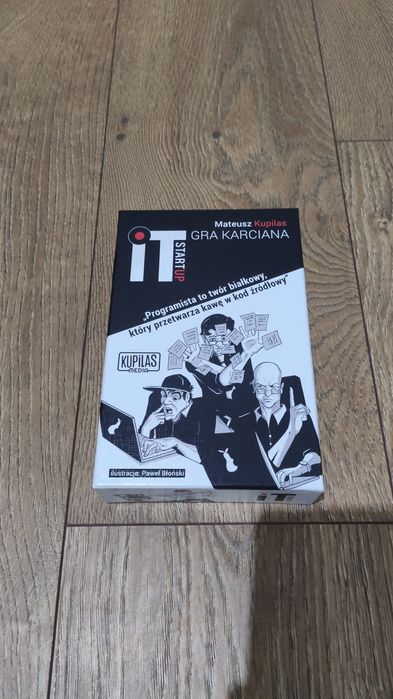 Mateusz Kupilas
GRA KARCIANA
iT
STARTUP
„Programista to twór białkowy,
który przetwarza kawę w kod źródłowy"
KUPILAS
MEDIA
ilustracje: Paweł Błoński
iT